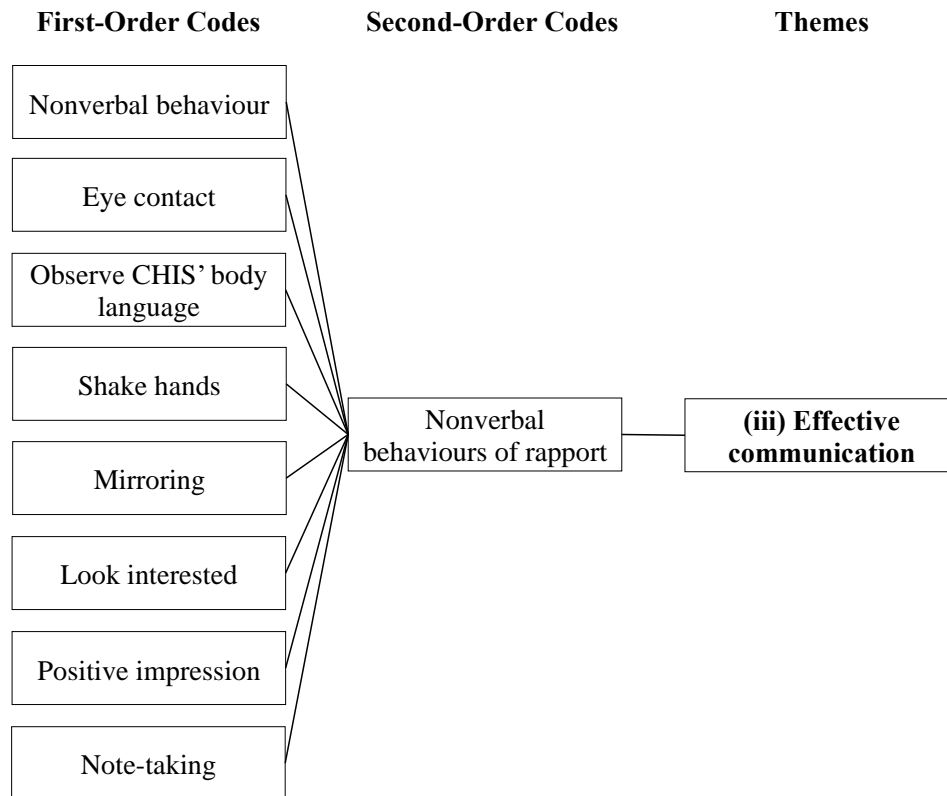 First-Order Codes
Second-Order Codes
Themes
Nonverbal behaviour
Eye contact
Observe CHIS’ body
language
Shake hands
Mirroring
Look interested
Positive impression
Note-taking
Nonverbal
behaviours of rapport
(iii) Effective
communication